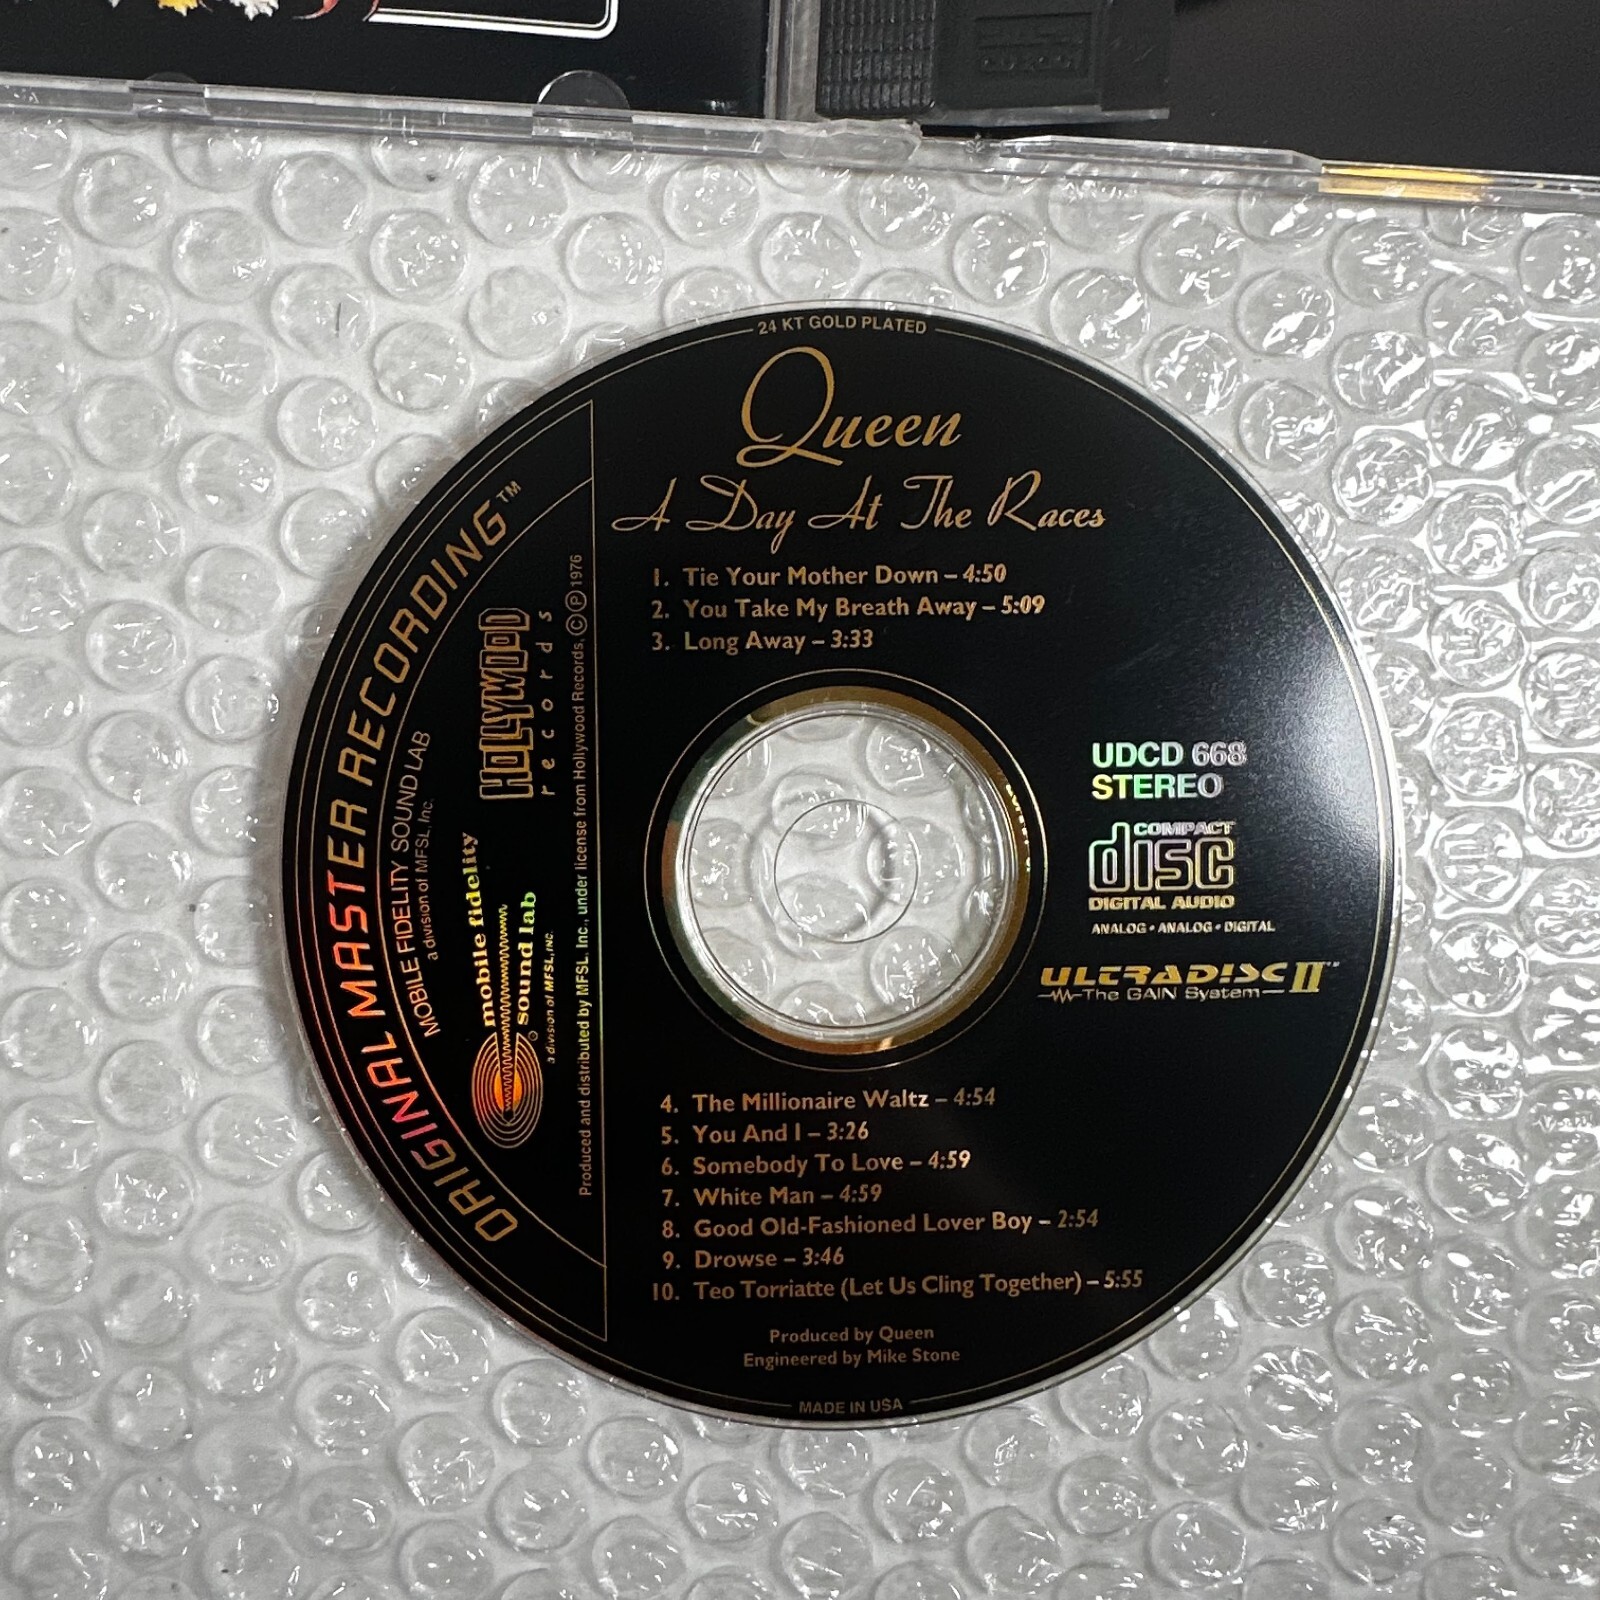 24 KT GOLD PLATED
Queen
A Day At The Races
1. Tie Your Mother Down – 4:50
2. You Take My Breath Away – 5:09
3. Long Away – 3:33
UDCD 668
STEREO
COMPACT
disc
DIGITAL AUDIO
ANALOG • ANALOG • DIGITAL
ULTRADISC II™
The GAIN System
4. The Millionaire Waltz – 4:54
5. You And I – 3:26
6. Somebody To Love – 4:59
7. White Man – 4:59
8. Good Old-Fashioned Lover Boy – 2:54
9. Drowse – 3:46
10. Teo Torriatte (Let Us Cling Together) – 5:55
Produced by Queen
Engineered by Mike Stone
MADE IN USA
ORIGINAL MASTER RECORDING™
MOBILE FIDELITY SOUND LAB
a division of MFSL, Inc.
HOLLYWOOD
records
mobile fidelity
sound lab
a division of MFSL, INC.
Produced and distributed by MFSL. Inc., under license from Hollywood Records. Ⓒ Ⓟ 1976